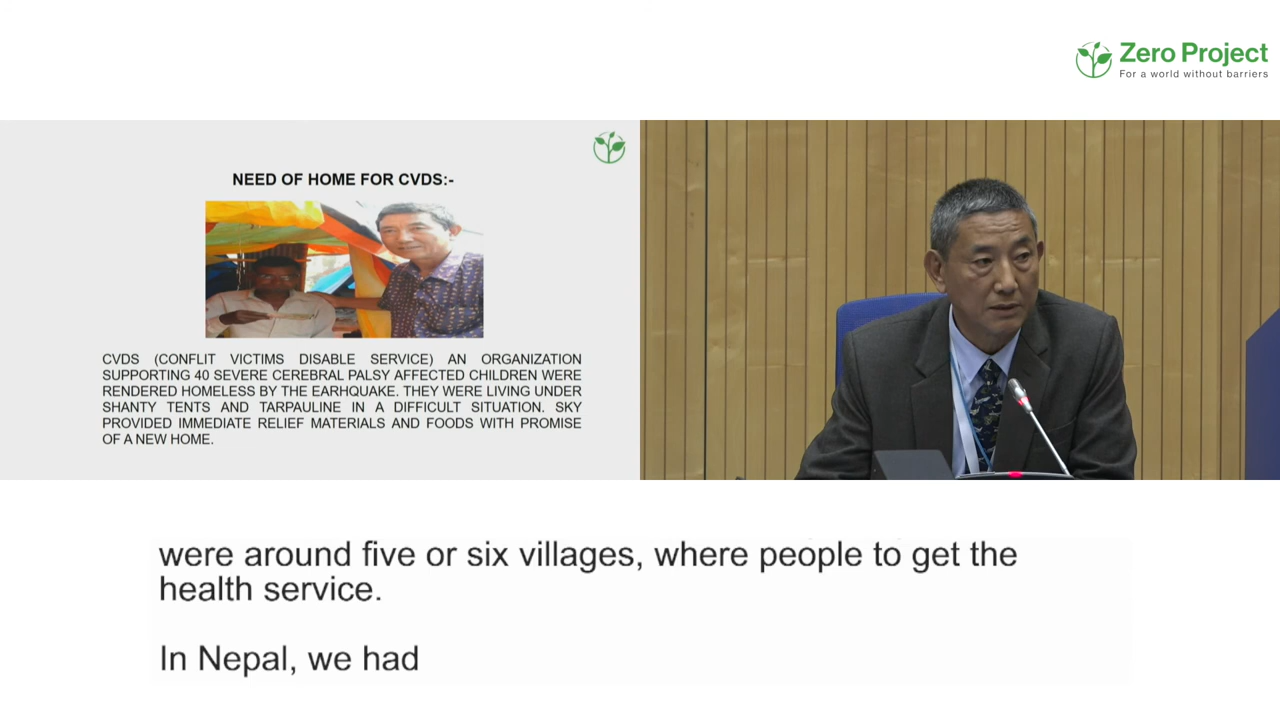 Zero Project
For a world without barriers
NEED OF HOME FOR CVDS:-
CVDS (CONFLIT VICTIMS DISABLE SERVICE) AN ORGANIZATION
SUPPORTING 40 SEVERE CEREBRAL PALSY AFFECTED CHILDREN WERE
RENDERED HOMELESS BY THE EARHQUAKE. THEY WERE LIVING UNDER
SHANTY TENTS AND TARPAULINE IN A DIFFICULT SITUATION. SKY
PROVIDED IMMEDIATE RELIEF MATERIALS AND FOODS WITH PROMISE
OF A NEW HOME.
were around five or six villages, where people to get the
health service.
In Nepal, we had